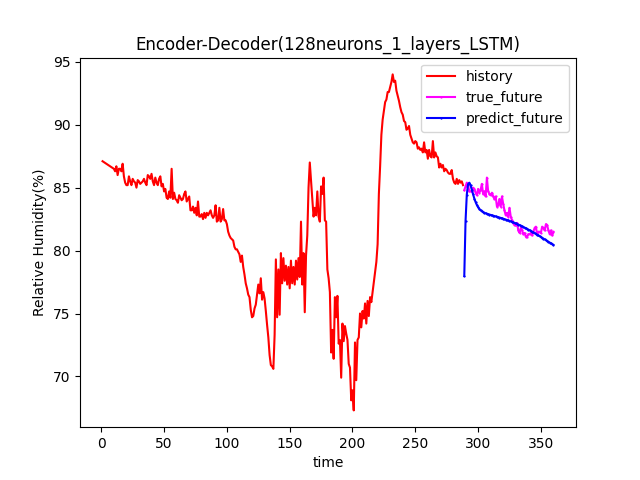 Encoder-Decoder(128neurons_1_layers_LSTM)
history
true_future
predict_future
Relative Humidity(%)
95
90
85
80
75
70
0
50
100
150
200
250
300
350
time